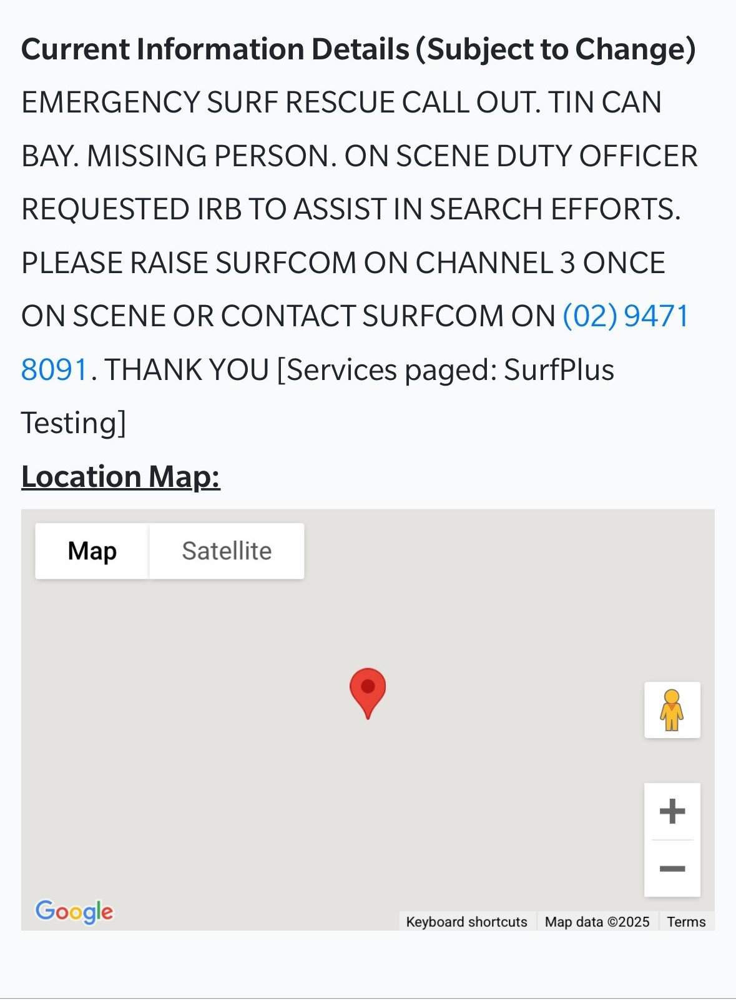 Current Information Details (Subject to Change)
EMERGENCY SURF RESCUE CALL OUT. TIN CAN
BAY. MISSING PERSON. ON SCENE DUTY OFFICER
REQUESTED IRB TO ASSIST IN SEARCH EFFORTS.
PLEASE RAISE SURFCOM ON CHANNEL 3 ONCE
ON SCENE OR CONTACT SURFCOM ON (02) 9471
8091. THANK YOU [Services paged: SurfPlus
Testing]
Location Map:
Map Satellite
Google
Keyboard shortcuts Map data ©2025 Terms